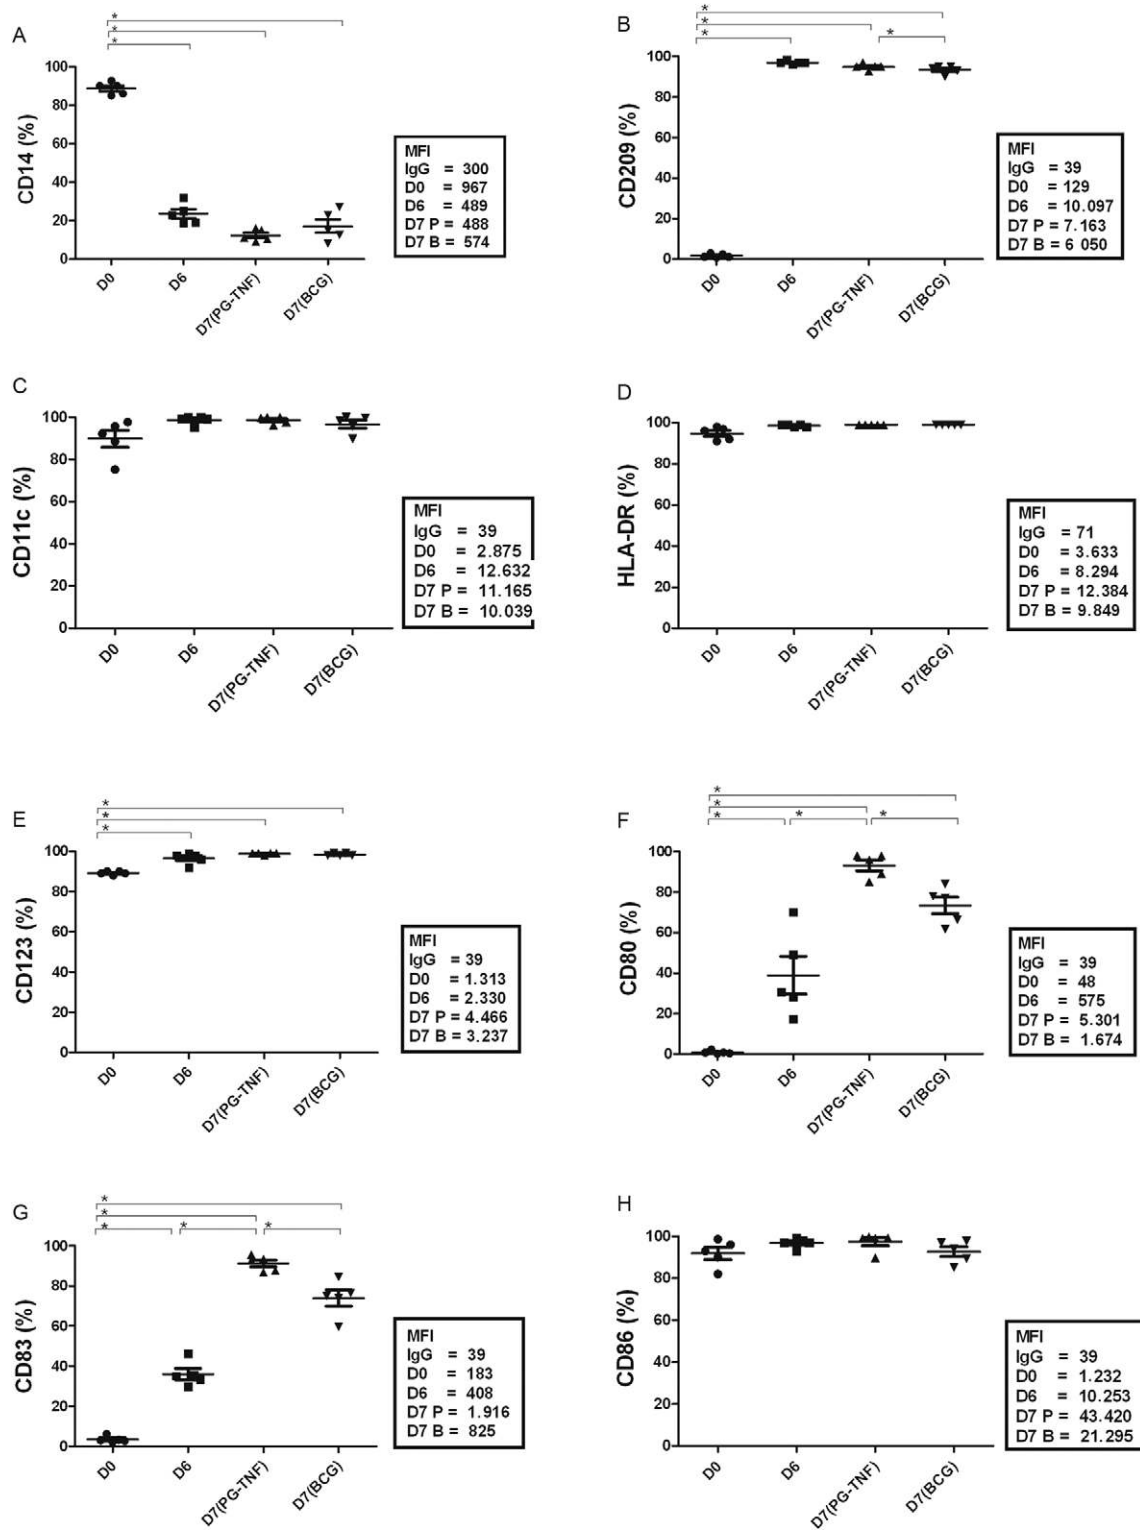 A
* 
*
*
CD14 (%)
100
80
60
40
20
0
D0
D6
D7(PG-TNF)
D7(BCG)
MFI
IgG = 300
D0 = 967
D6 = 489
D7 P = 488
D7 B = 574
B
*
*
*
*
CD209 (%)
100
80
60
40
20
0
D0
D6
D7(PG-TNF)
D7(BCG)
MFI
IgG = 39
D0 = 129
D6 = 10.097
D7 P = 7.163
D7 B = 6 050
C
CD11c (%)
100
80
60
40
20
0
D0
D6
D7(PG-TNF)
D7(BCG)
MFI
IgG = 39
D0 = 2.875
D6 = 12.632
D7 P = 11.165
D7 B = 10.039
D
HLA-DR (%)
100
80
60
40
20
0
D0
D6
D7(PG-TNF)
D7(BCG)
MFI
IgG = 71
D0 = 3.633
D6 = 8.294
D7 P = 12.384
D7 B = 9.849
E
*
*
*
CD123 (%)
100
80
60
40
20
0
D0
D6
D7(PG-TNF)
D7(BCG)
MFI
IgG = 39
D0 = 1.313
D6 = 2.330
D7 P = 4.466
D7 B = 3.237
F
*
*
* * *
CD80 (%)
100
80
60
40
20
0
D0
D6
D7(PG-TNF)
D7(BCG)
MFI
IgG = 39
D0 = 48
D6 = 575
D7 P = 5.301
D7 B = 1.674
G
*
*
* * *
CD83 (%)
100
80
60
40
20
0
D0
D6
D7(PG-TNF)
D7(BCG)
MFI
IgG = 39
D0 = 183
D6 = 408
D7 P = 1.916
D7 B = 825
H
CD86 (%)
100
80
60
40
20
0
D0
D6
D7(PG-TNF)
D7(BCG)
MFI
IgG = 39
D0 = 1.232
D6 = 10.253
D7 P = 43.420
D7 B = 21.295